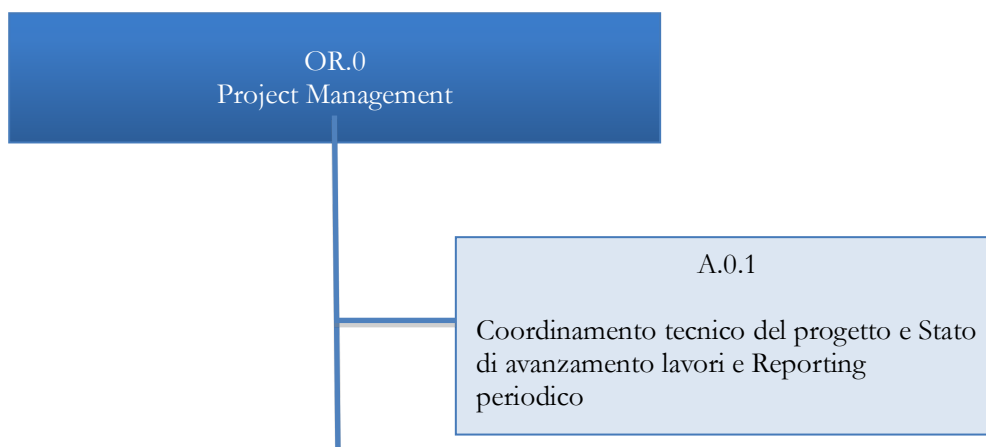 OR.0
Project Management
A.0.1
Coordinamento tecnico del progetto e Stato
di avanzamento lavori e Reporting
periodico